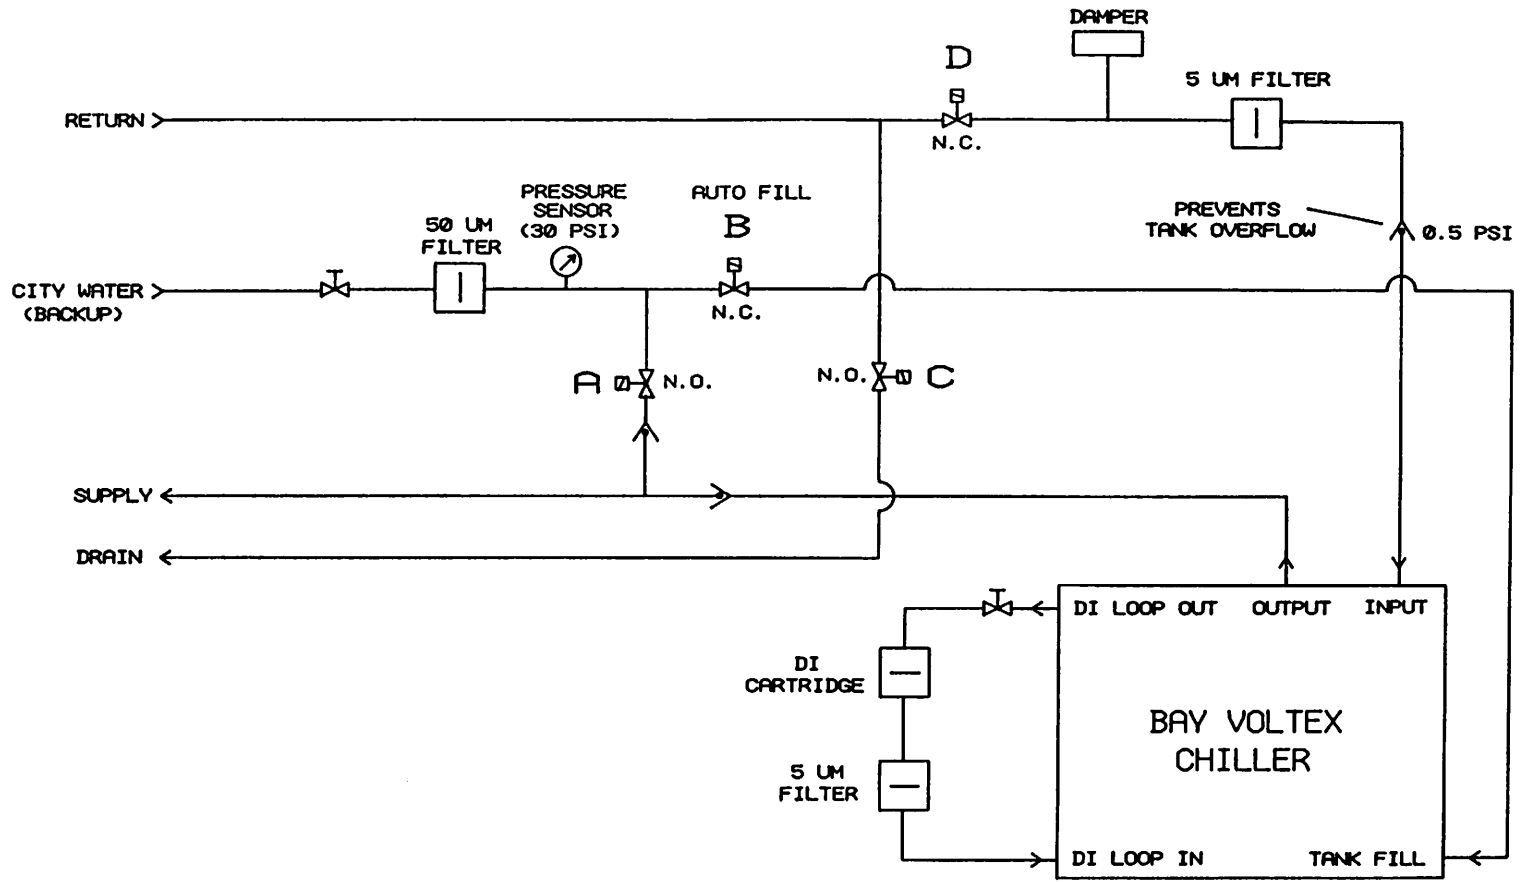 DAMPER
D
5 UM FILTER
RETURN
N.C.
PRESSURE
SENSOR
(30 PSI)
AUTO FILL
B
50 UM
FILTER
PREVENTS
TANK OVERFLOW
0.5 PSI
CITY WATER
(BACKUP)
N.C.
A
N.O.
N.O.
C
SUPPLY
DRAIN
DI LOOP OUT
OUTPUT
INPUT
DI
CARTRIDGE
BAY VOLTEX
CHILLER
5 UM
FILTER
DI LOOP IN
TANK FILL